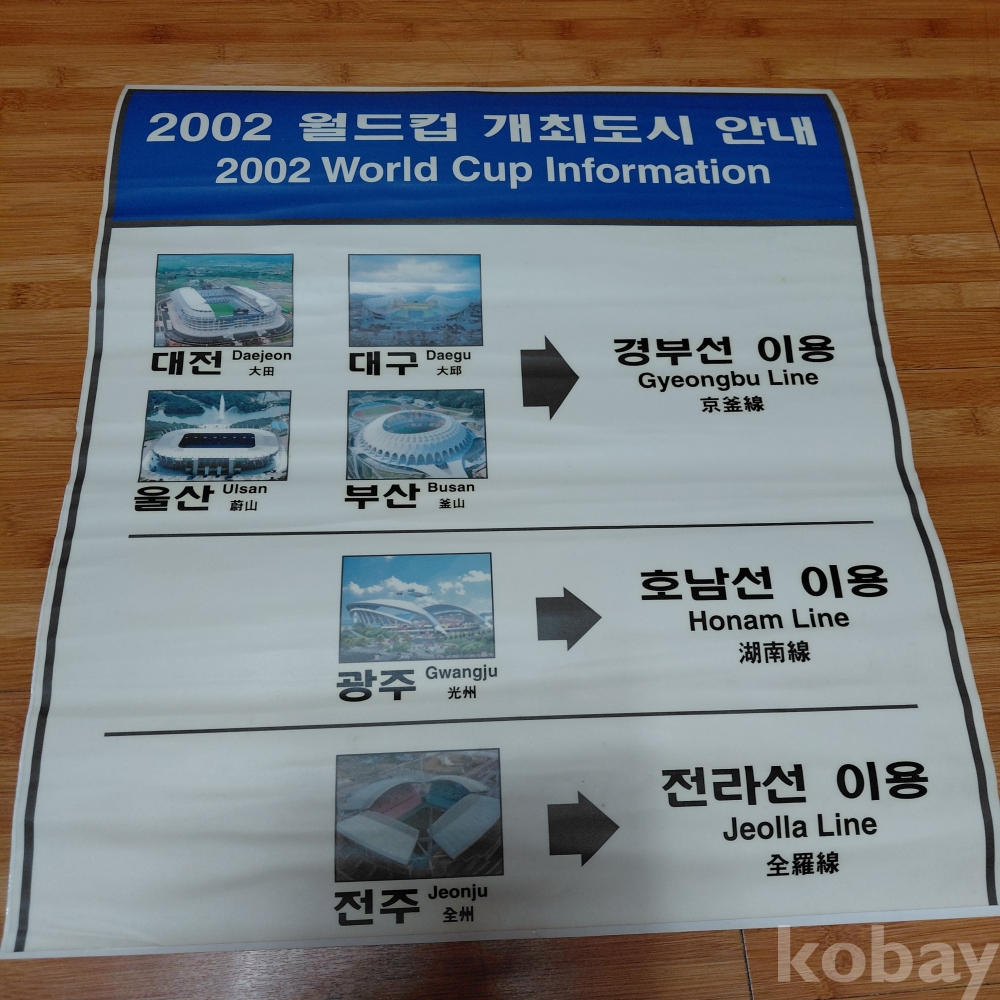 2002 월드컵 개최도시 안내
2002 World Cup Information
대전 Daejeon 大田
대구 Daegu 大邱
울산 Ulsan 蔚山
부산 Busan 釜山
경부선 이용
Gyeongbu Line
京釜線
광주 Gwangju 光州
호남선 이용
Honam Line
湖南線
전주 Jeonju 全州
전라선 이용
Jeolla Line
全羅線
kobay